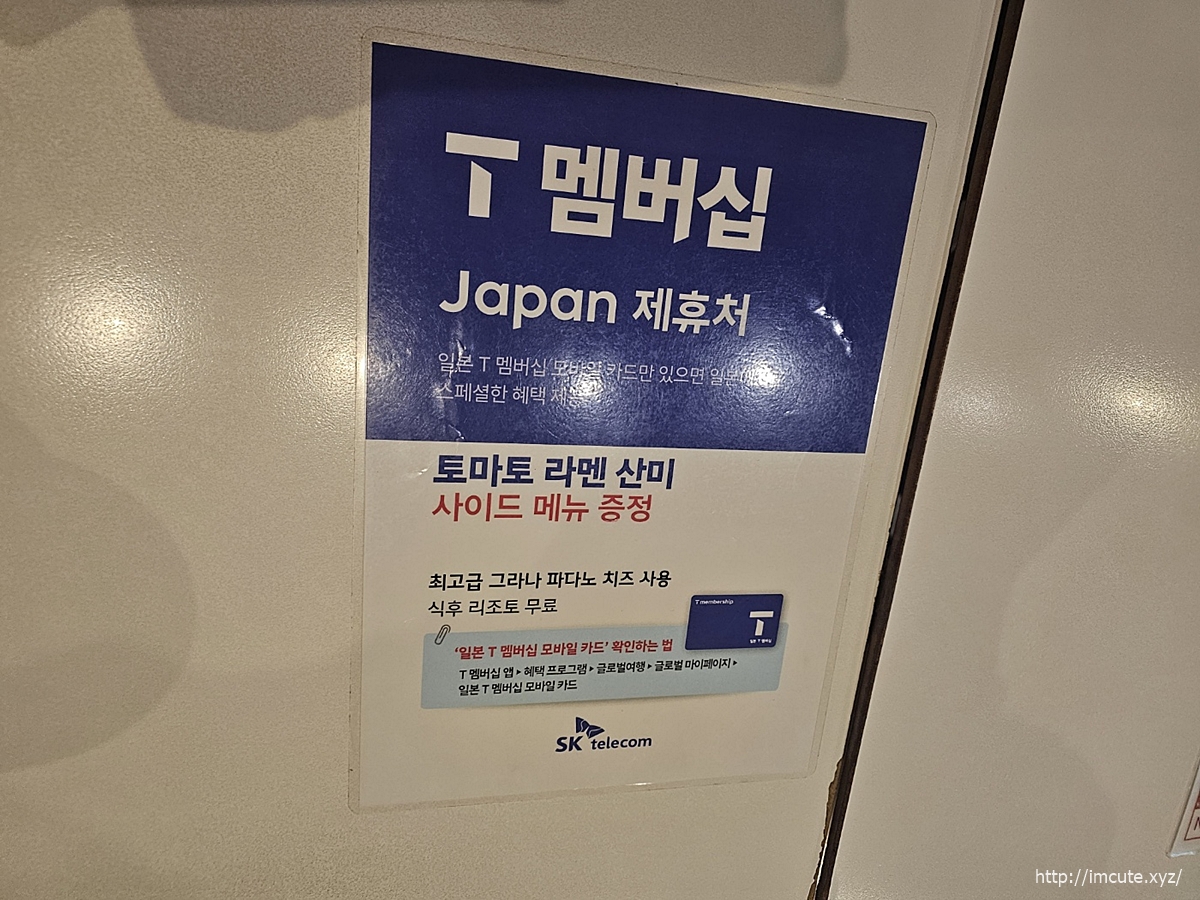 T 멤버십
Japan 제휴처
일본 T 멤버십 모바일 카드만 있으면
스페셜한 혜택
토마토 라멘 산미
사이드 메뉴 증정
최고급 그라나 파다노 치즈 사용
식후 리조토 무료
T membership
T
일본 T 멤버십
'일본 T 멤버십 모바일 카드' 확인하는 법
T 멤버십 앱 ▸ 혜택 프로그램 ▸ 글로벌여행 ▸ 글로벌 마이페이지 ▸
일본 T 멤버십 모바일 카드
SK telecom
http://imcute.xyz/